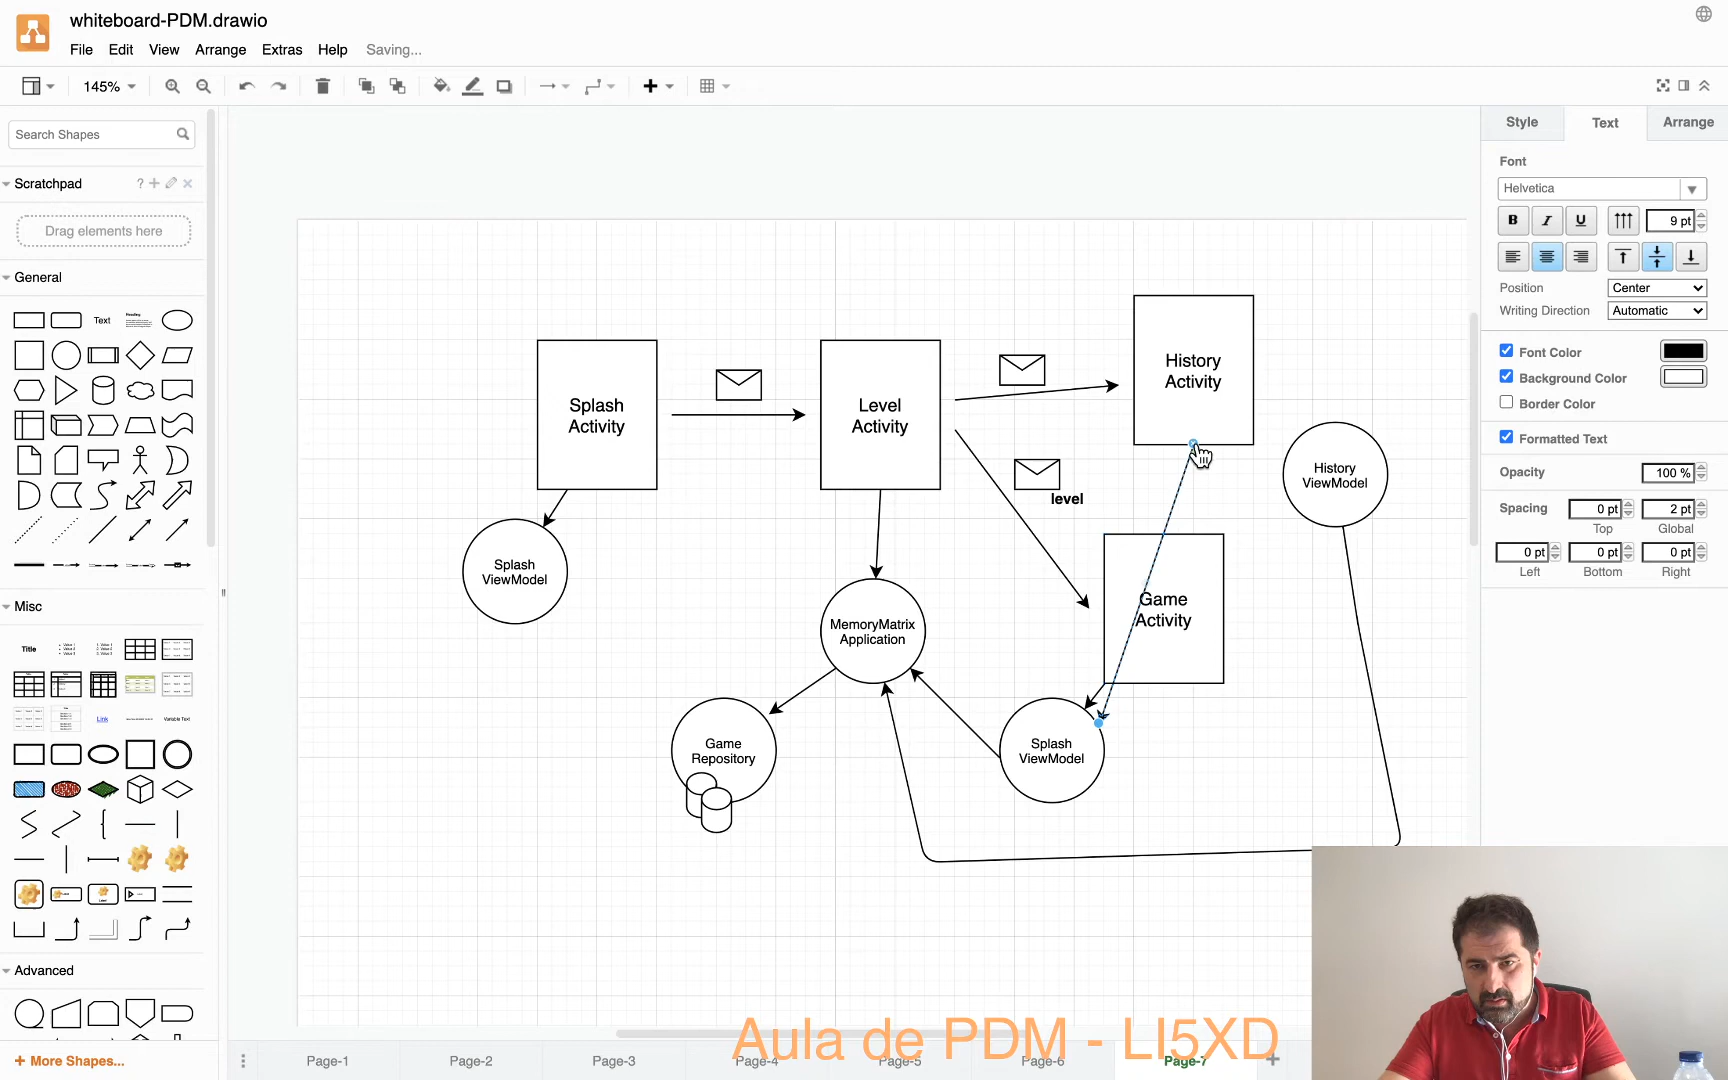 whiteboard-PDM.drawio
File Edit View Arrange Extras Help Saving...
145%
Search Shapes
Scratchpad ?
Drag elements here
General
Text
Heading
Misc
Title
Link
Variable Text
Advanced
+ More Shapes...
Splash
Activity
Level
Activity
History
Activity
level
History
ViewModel
Splash
ViewModel
Game
Activity
MemoryMatrix
Application
Game
Repository
Splash
ViewModel
Style Text Arrange
Font
Helvetica
B I U 9 pt
Position Center
Writing Direction Automatic
Font Color
Background Color
Border Color
Formatted Text
Opacity 100 %
Spacing 0 pt 2 pt
Top Global
0 pt 0 pt 0 pt
Left Bottom Right
Aula de PDM - LI5XD
Page-1 Page-2 Page-3 Page-4 Page-5 Page-6 Page-7